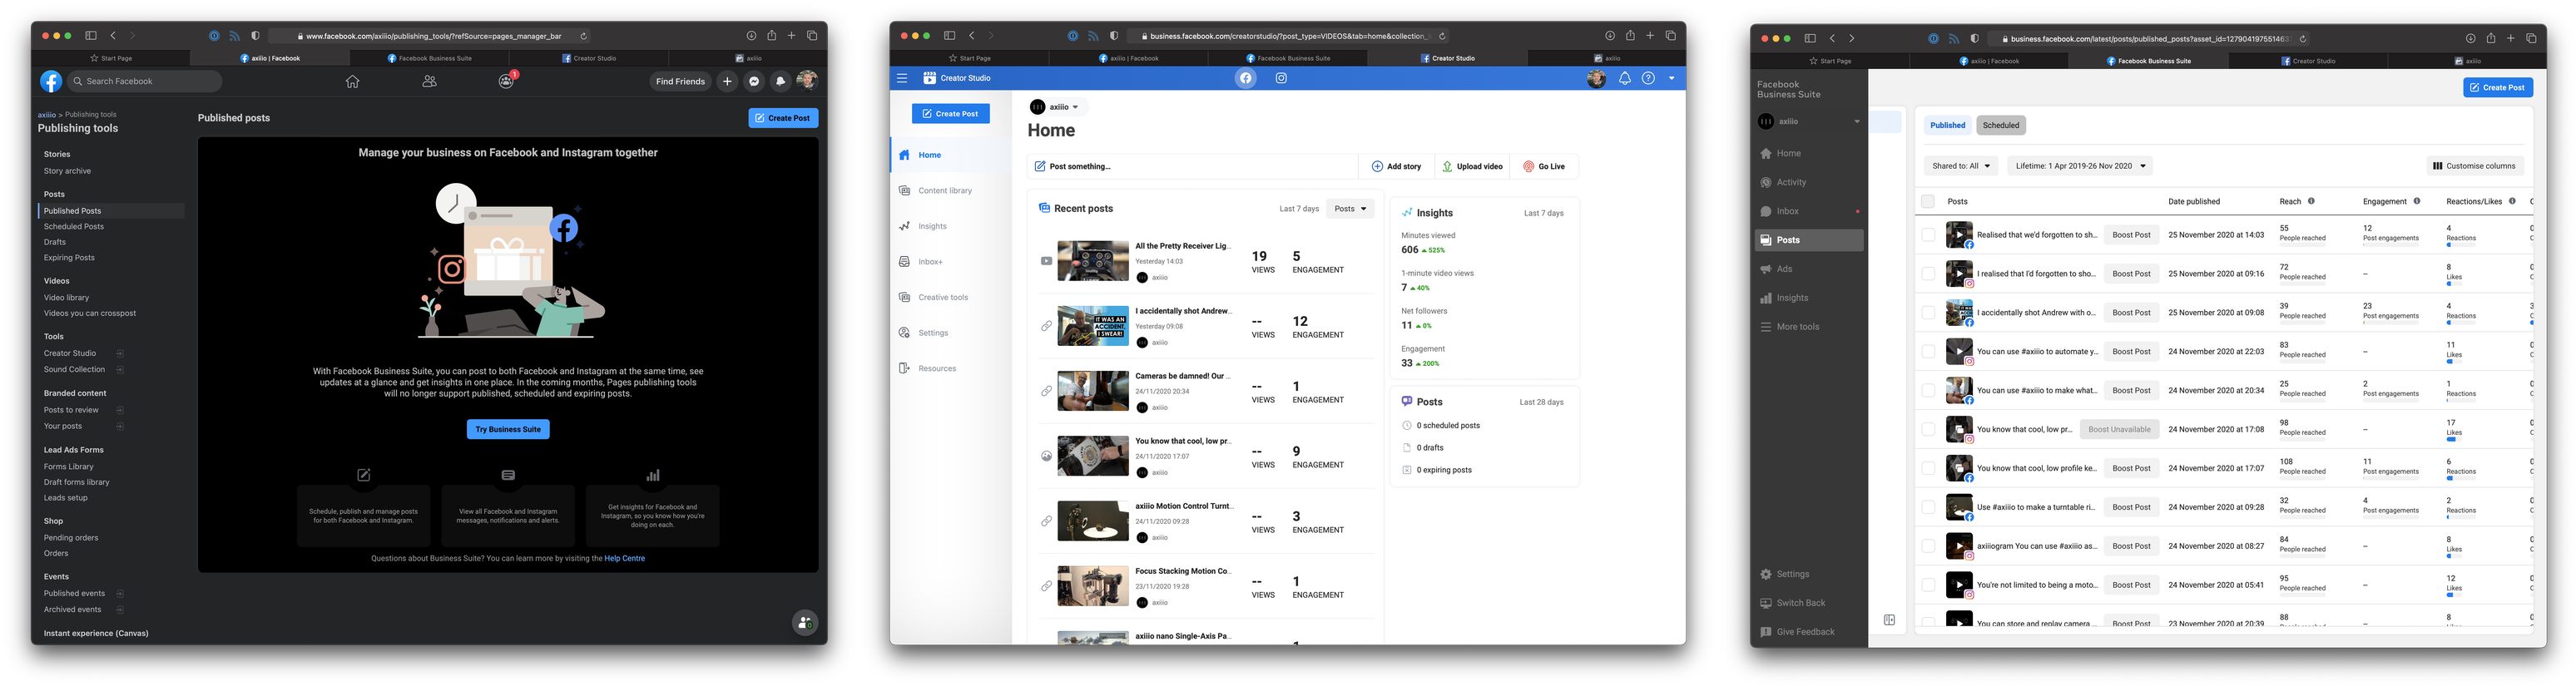 www.facebook.com/axiiio/publishing_tools/?refSource=pages_manager_bar
Start Page
axiiio | Facebook
Facebook Business Suite
Creator Studio
axiiio
Search Facebook
1
Find Friends
axiiio > Publishing tools
Publishing tools
Stories
Story archive
Posts
Published Posts
Scheduled Posts
Drafts
Expiring Posts
Videos
Video library
Videos you can crosspost
Tools
Creator Studio
Sound Collection
Branded content
Posts to review
Your posts
Lead Ads Forms
Forms Library
Draft forms library
Leads setup
Shop
Pending orders
Orders
Events
Published events
Archived events
Instant experience (Canvas)
Published posts
Create Post
Manage your business on Facebook and Instagram together
With Facebook Business Suite, you can post to both Facebook and Instagram at the same time, see
updates at a glance and get insights in one place. In the coming months, Pages publishing tools
will no longer support published, scheduled and expiring posts.
Try Business Suite
Schedule, publish and manage posts
for both Facebook and Instagram.
View all Facebook and Instagram
messages, notifications and alerts.
Get insights for Facebook and
Instagram, so you know how you're
doing on each.
Questions about Business Suite? You can learn more by visiting the Help Centre
business.facebook.com/creatorstudio/?post_type=VIDEOS&tab=home&collection_
Start Page
axiiio | Facebook
Facebook Business Suite
Creator Studio
axiiio
Creator Studio
Create Post
Home
Content library
Insights
Inbox+
Creative tools
Settings
Resources
axiiio
Home
Post something...
Add story
Upload video
Go Live
Recent posts
Last 7 days
Posts
All the Pretty Receiver Lig...
Yesterday 14:03
axiiio
19 VIEWS
5 ENGAGEMENT
I accidentally shot Andrew...
Yesterday 09:08
axiiio
IT WAS AN
ACCIDENT,
I SWEAR!
-- VIEWS
12 ENGAGEMENT
Cameras be damned! Our ...
24/11/2020 20:34
axiiio
-- VIEWS
1 ENGAGEMENT
You know that cool, low pr...
24/11/2020 17:07
axiiio
-- VIEWS
9 ENGAGEMENT
axiiio Motion Control Turnt...
24/11/2020 09:28
axiiio
-- VIEWS
3 ENGAGEMENT
Focus Stacking Motion Co...
23/11/2020 19:28
axiiio
-- VIEWS
1 ENGAGEMENT
axiiio nano Single-Axis Pa...
Insights
Last 7 days
Minutes viewed
606 525%
1-minute video views
7 40%
Net followers
11 0%
Engagement
33 200%
Posts
Last 28 days
0 scheduled posts
0 drafts
0 expiring posts
business.facebook.com/latest/posts/published_posts?asset_id=127904197551463
Start Page
axiiio | Facebook
Facebook Business Suite
Creator Studio
axiiio
Facebook
Business Suite
axiiio
Home
Activity
Inbox
Posts
Ads
Insights
More tools
Settings
Switch Back
Give Feedback
Create Post
Published
Scheduled
Shared to: All
Lifetime: 1 Apr 2019-26 Nov 2020
Customise columns
Posts
Date published
Reach
Engagement
Reactions/Likes
Realised that we'd forgotten to sh... Boost Post 25 November 2020 at 14:03 55 People reached 12 Post engagements 4 Reactions
I realised that I'd forgotten to sho... Boost Post 25 November 2020 at 09:16 72 People reached -- 8 Likes
I accidentally shot Andrew with o... Boost Post 25 November 2020 at 09:08 39 People reached 23 Post engagements 4 Reactions
You can use #axiiio to automate y... Boost Post 24 November 2020 at 22:03 83 People reached -- 11 Likes
You can use #axiiio to make what... Boost Post 24 November 2020 at 20:34 25 People reached 2 Post engagements 1 Reactions
You know that cool, low pr... Boost Unavailable 24 November 2020 at 17:08 98 People reached -- 17 Likes
You know that cool, low profile ke... Boost Post 24 November 2020 at 17:07 108 People reached 11 Post engagements 6 Reactions
Use #axiiio to make a turntable ri... Boost Post 24 November 2020 at 09:28 32 People reached 4 Post engagements 2 Reactions
axiiiogram You can use #axiiio as... Boost Post 24 November 2020 at 08:27 84 People reached -- 8 Likes
You're not limited to being a moto... Boost Post 24 November 2020 at 05:41 95 People reached -- 12 Likes
You can store and replay camera ... Boost Post 23 November 2020 at 20:39 88 People reached -- 8 Likes